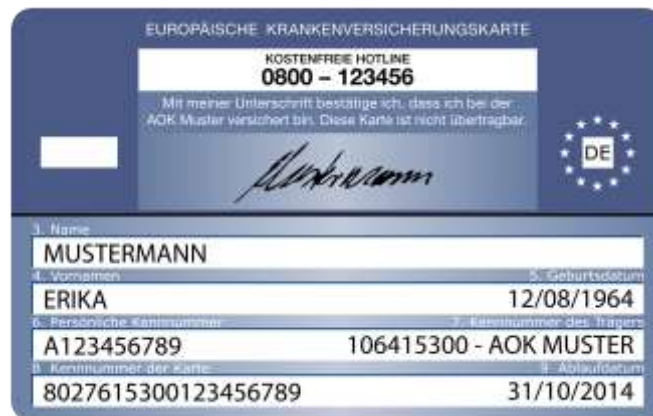 EUROPÄISCHE KRANKENVERSICHERUNGSKARTE
KOSTENFREIE HOTLINE
0800 – 123456
Mit meiner Unterschrift bestätige ich, dass ich bei der
AOK Muster versichert bin. Diese Karte ist nicht übertragbar.
Mustermann
DE
3. Name
MUSTERMANN
4. Vornamen 5. Geburtsdatum
ERIKA 12/08/1964
6. Persönliche Kennnummer 7. Kennnummer des Trägers
A123456789 106415300 - AOK MUSTER
8. Kennnummer der Karte 9. Ablaufdatum
8027615300123456789 31/10/2014